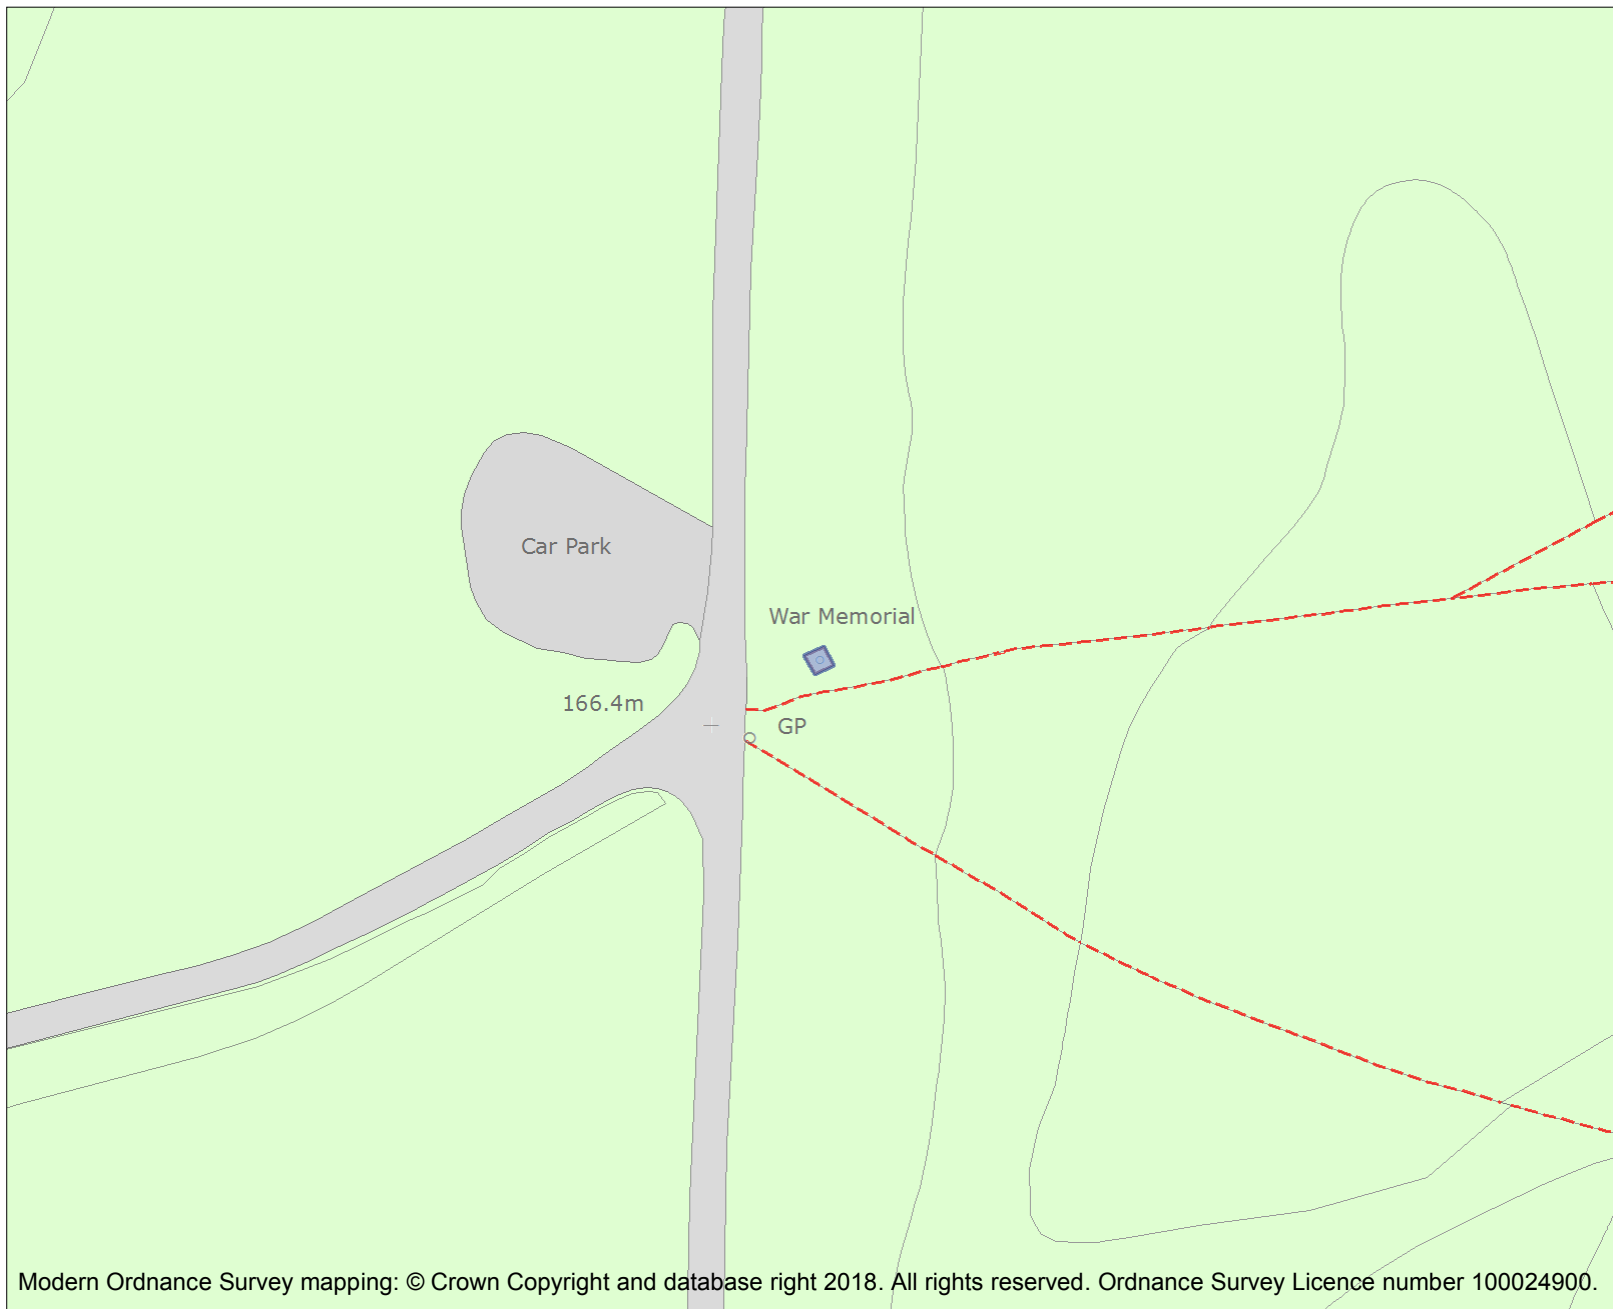 Car Park
War Memorial
166.4m
GP
Modern Ordnance Survey mapping: © Crown Copyright and database right 2018. All rights reserved. Ordnance Survey Licence number 100024900.